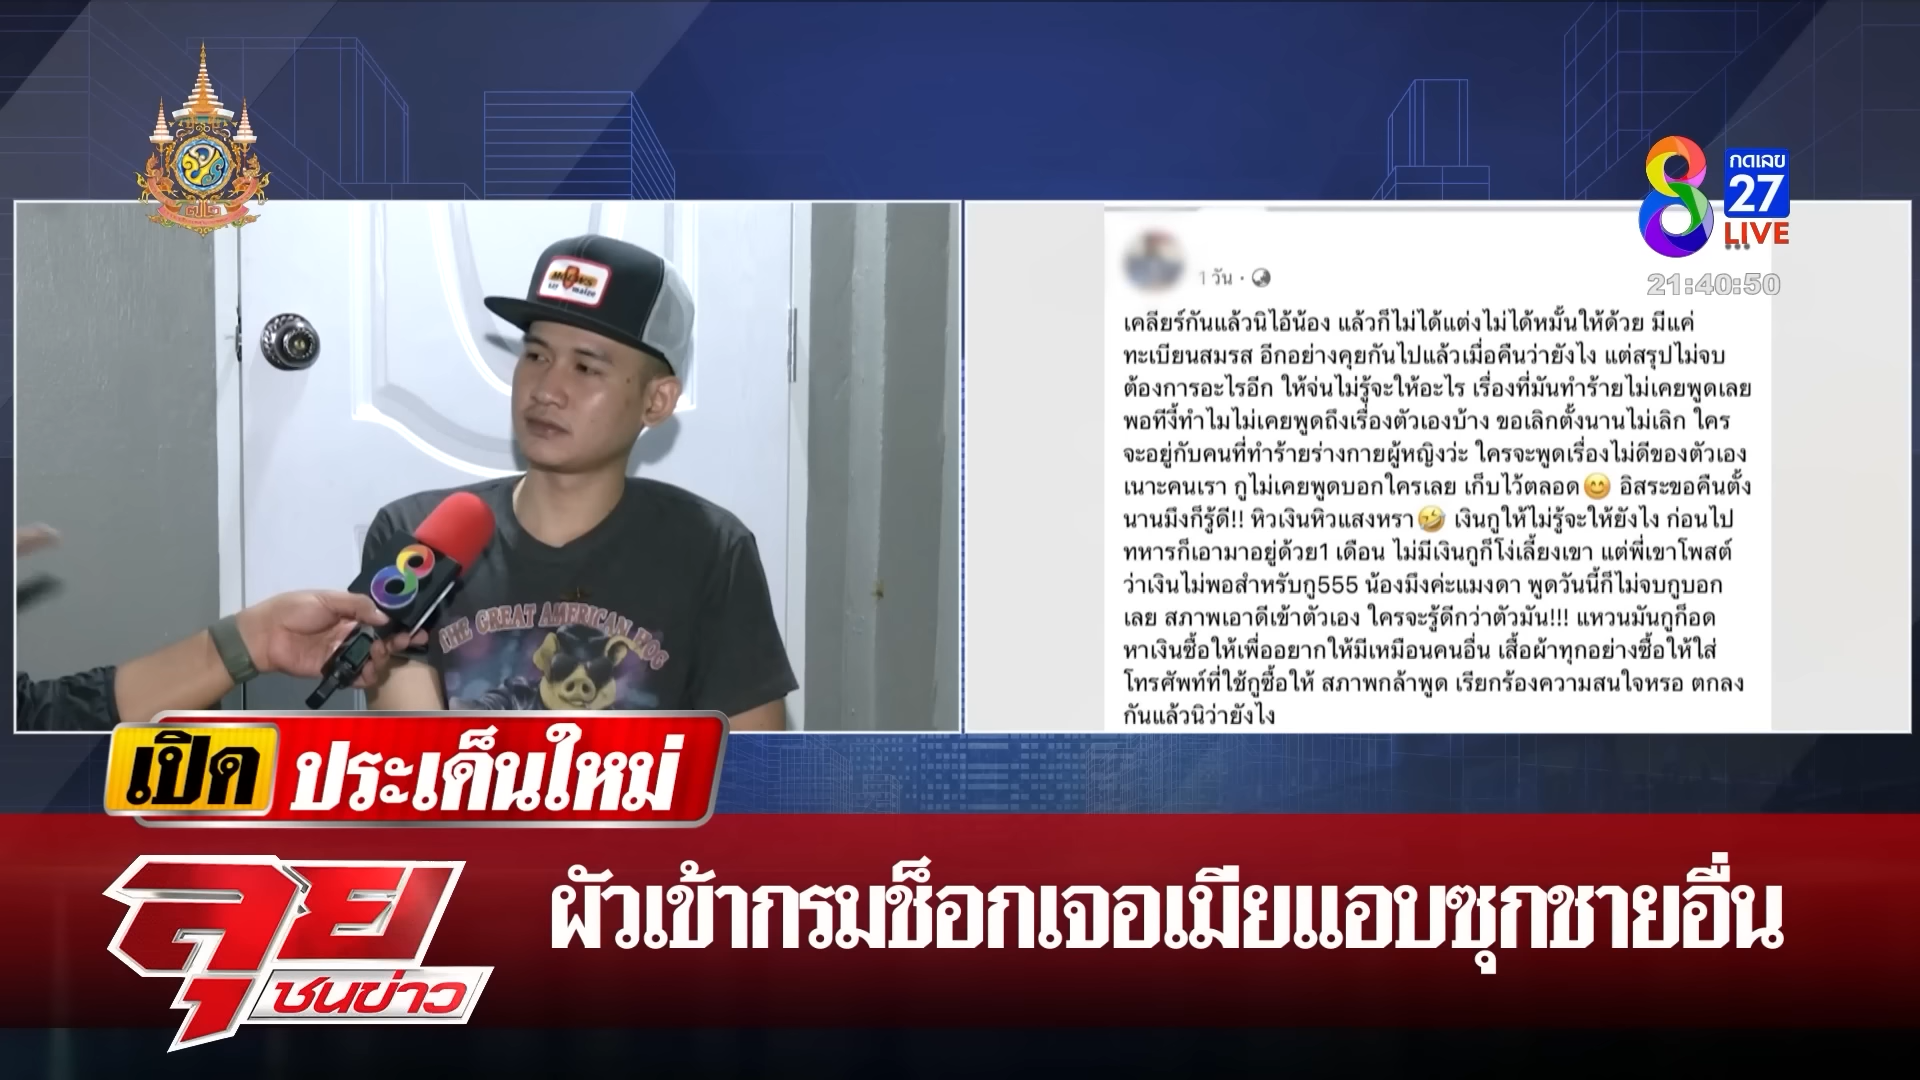 กดเลข
27
LIVE
21:40:50
1 วัน
เคลียร์กันแล้วนิไอ้น้อง แล้วก็ไม่ได้แต่งไม่ได้หมั้นให้ด้วย มีแค่
ทะเบียนสมรส อีกอย่างคุยกันไปแล้วเมื่อคืนว่ายังไง แต่สรุปไม่จบ
ต้องการอะไรอีก ให้จ่นไม่รู้จะให้อะไร เรื่องที่มันทำร้ายไม่เคยพูดเลย
พอทีงี้ทำไมไม่เคยพูดถึงเรื่องตัวเองบ้าง ขอเลิกตั้งนานไม่เลิก ใคร
จะอยู่กับคนที่ทำร้ายร่างกายผู้หญิงว่ะ ใครจะพูดเรื่องไม่ดีของตัวเอง
เนาะคนเรา กูไม่เคยพูดบอกใครเลย เก็บไว้ตลอด😊 อิสระขอคืนตั้ง
นานมึงก็รู้ดี!! หิวเงินหิวแสงหรา🤣 เงินกูให้ไม่รู้จะให้ยังไง ก่อนไป
ทหารก็เอามาอยู่ด้วย1 เดือน ไม่มีเงินกูก็โง่เลี้ยงเขา แต่พี่เขาโพสต์
ว่าเงินไม่พอสำหรับกู555 น้องมึงค่ะแมงดา พูดวันนี้ก็ไม่จบกูบอก
เลย สภาพเอาดีเข้าตัวเอง ใครจะรู้ดีกว่าตัวมัน!!! แหวนมันกูก็อด
หาเงินซื้อให้เพื่ออยากให้มีเหมือนคนอื่น เสื้อผ้าทุกอย่างซื้อให้ใส่
โทรศัพท์ที่ใช้กูซื้อให้ สภาพกล้าพูด เรียกร้องความสนใจหรอ ตกลง
กันแล้วนิว่ายังไง
THE GREAT AMERICAN HOG
เปิด ประเด็นใหม่
ลุย
ชนข่าว
ผัวเข้ากรมช็อกเจอเมียแอบซุกชายอื่น